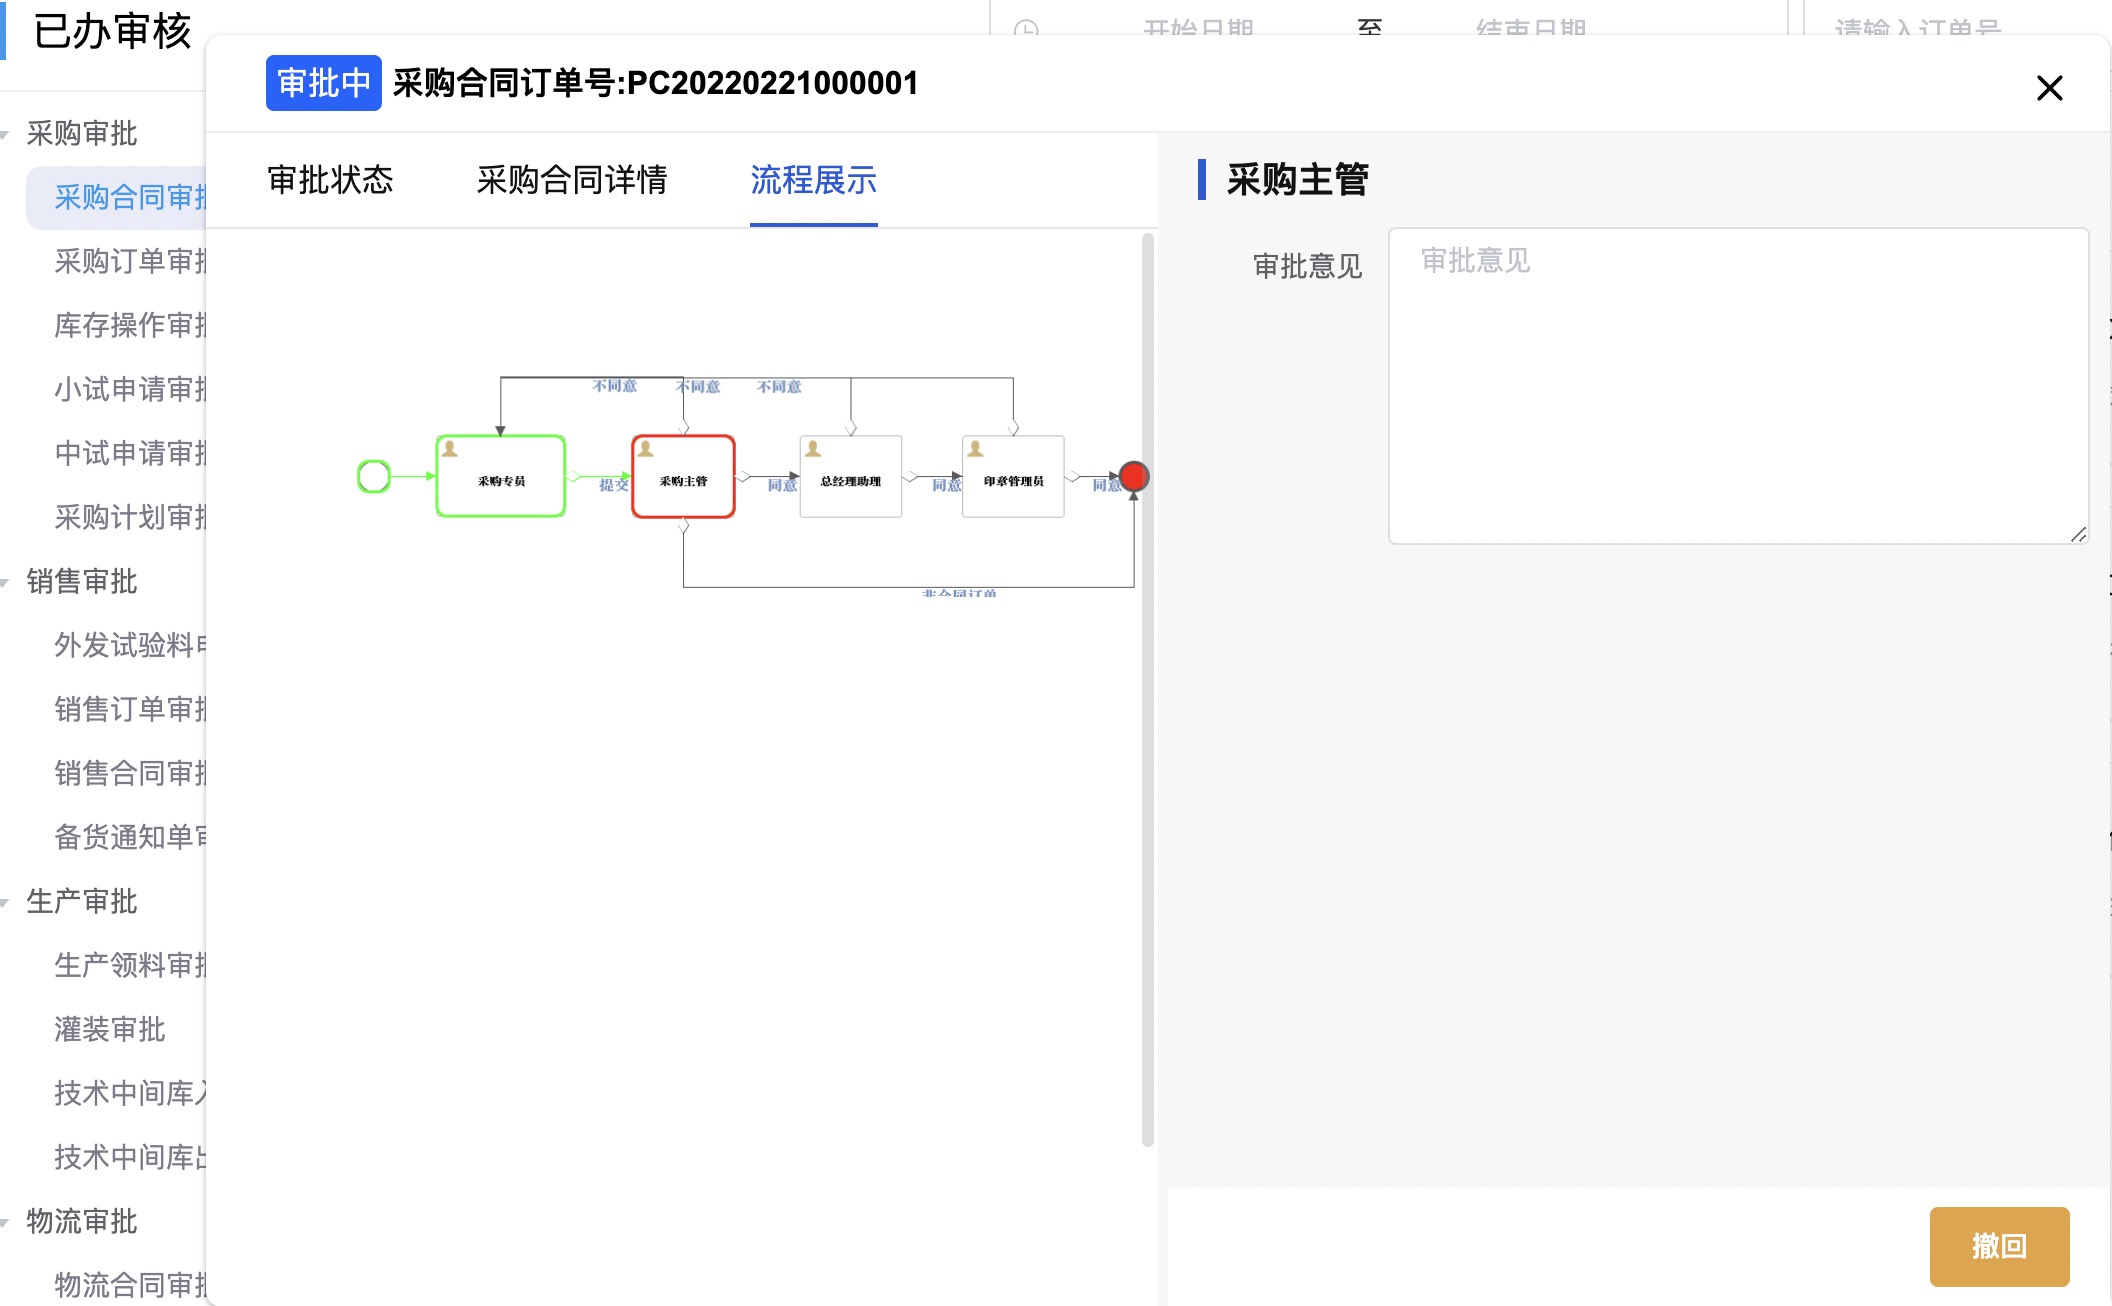 已办审核
开始日期 至 结束日期
请输入订单号
采购审批
采购合同审批
采购订单审批
库存操作审批
小试申请审批
中试申请审批
采购计划审批
销售审批
外发试验料申
销售订单审批
销售合同审批
备货通知单审
生产审批
生产领料审批
灌装审批
技术中间库入
技术中间库出
物流审批
物流合同审批
审批中 采购合同订单号:PC20220221000001
审批状态 采购合同详情 流程展示
不同意 不同意 不同意
采购专员 提交 采购主管 同意 总经理助理 同意 印章管理员 同意
非合同订单
采购主管
审批意见 审批意见
撤回